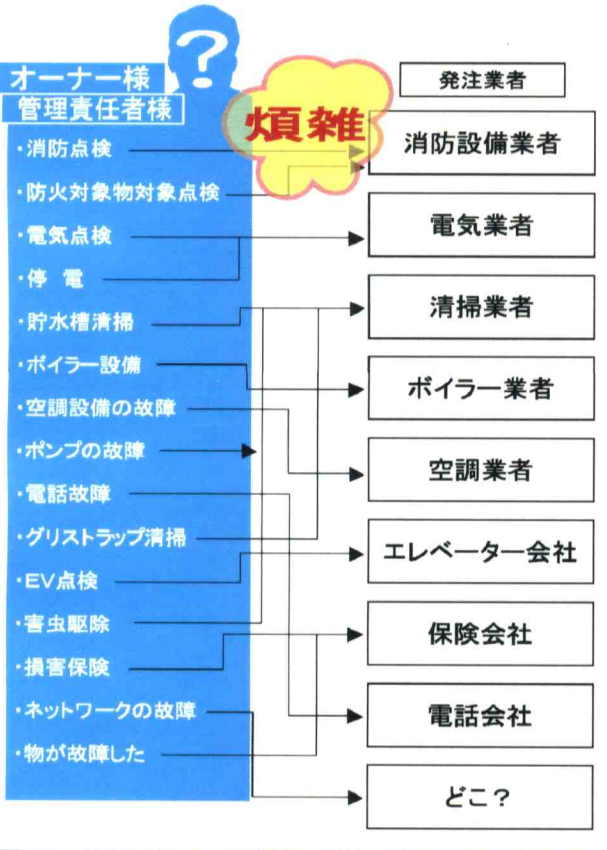 ?
オーナー様
管理責任者様
煩雑
発注業者
・消防点検
・防火対象物対象点検
・電気点検
・停 電
・貯水槽清掃
・ボイラー設備
・空調設備の故障
・ポンプの故障
・電話故障
・グリストラップ清掃
・EV点検
・害虫駆除
・損害保険
・ネットワークの故障
・物が故障した
消防設備業者
電気業者
清掃業者
ボイラー業者
空調業者
エレベーター会社
保険会社
電話会社
どこ？